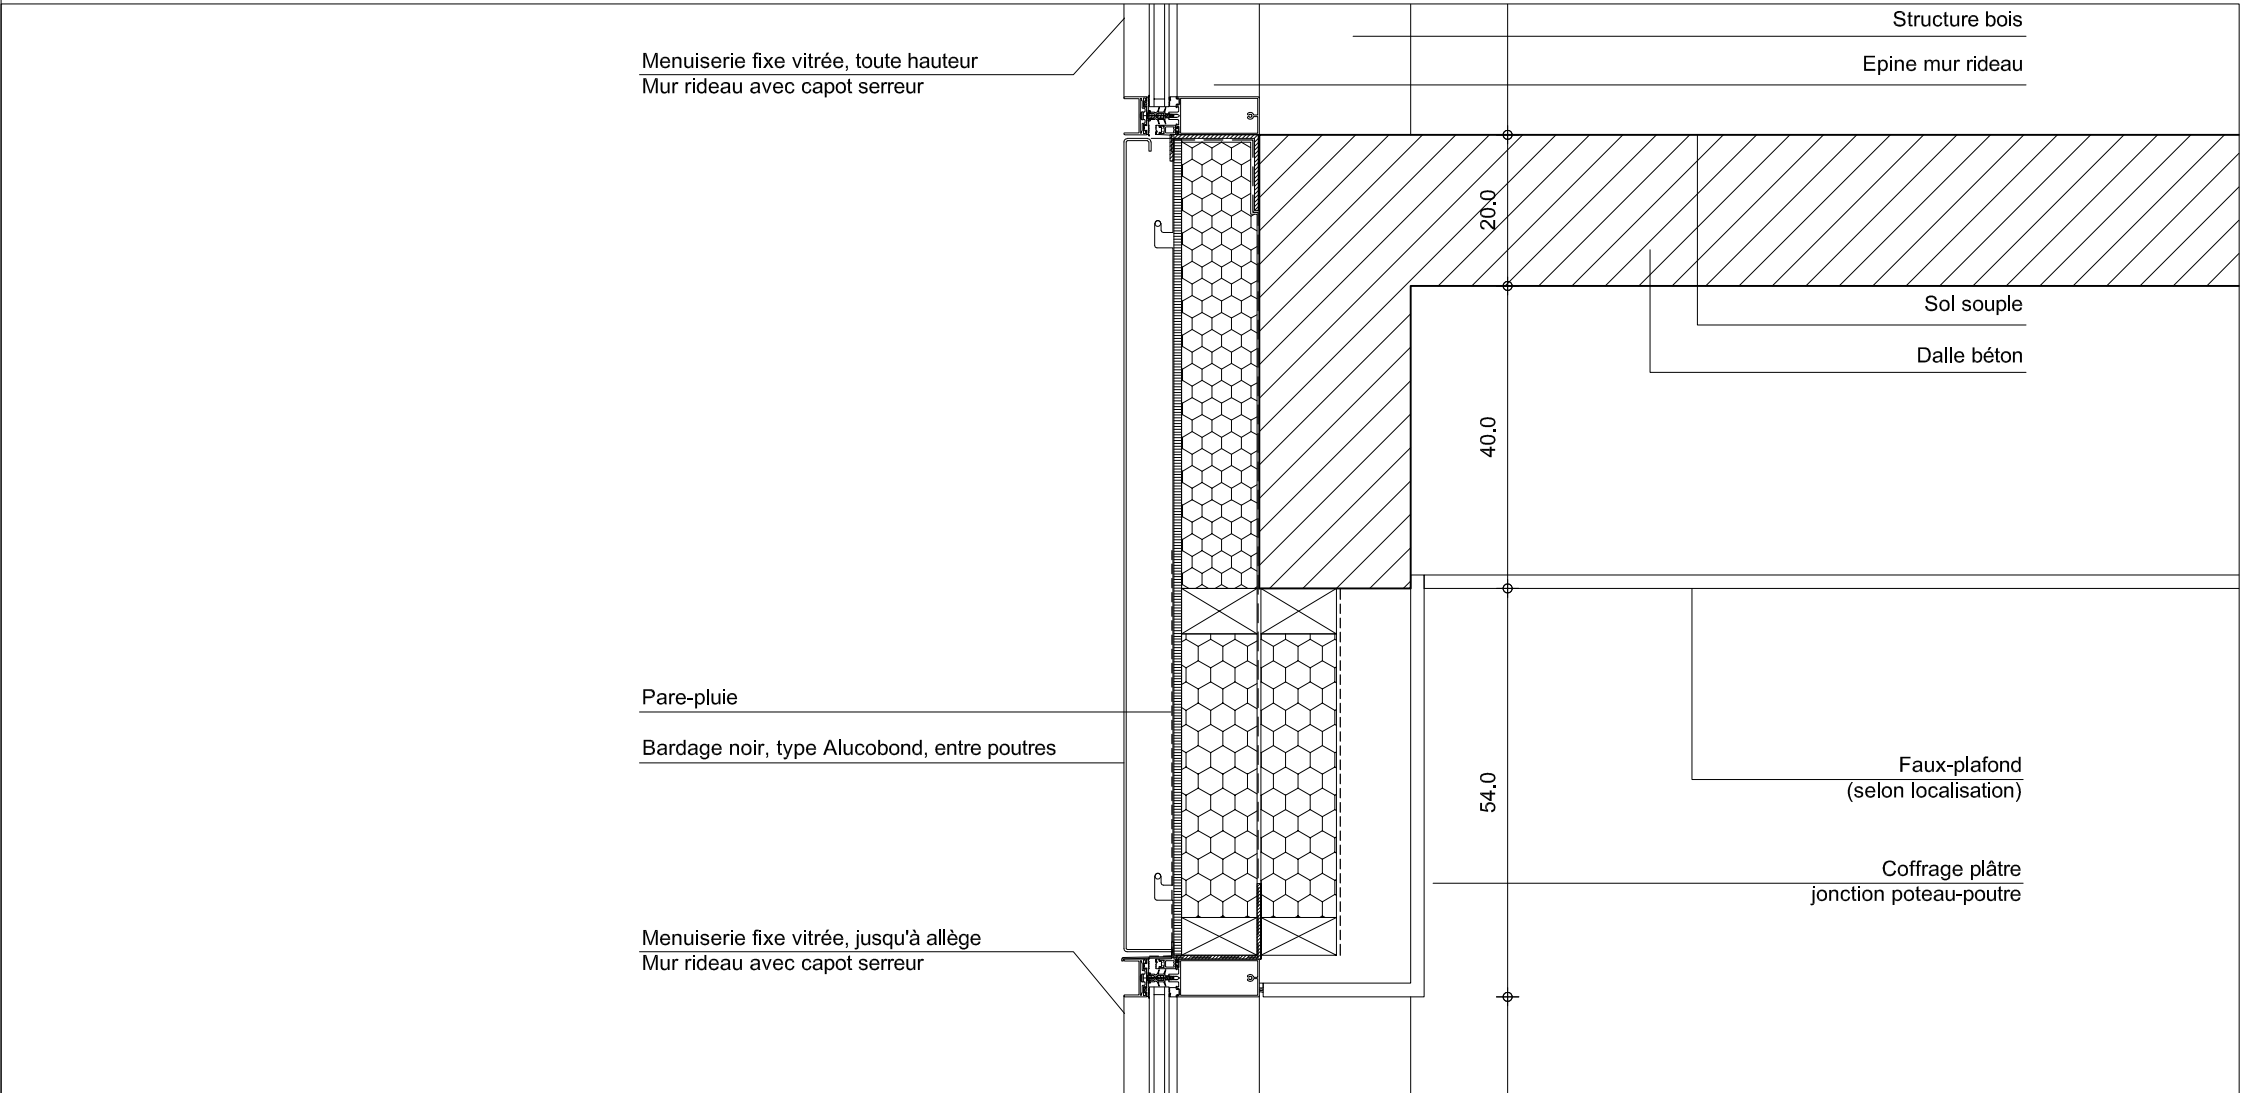 Structure bois
Menuiserie fixe vitrée, toute hauteur
Mur rideau avec capot serreur
Epine mur rideau
20.0
Sol souple
Dalle béton
40.0
Pare-pluie
Bardage noir, type Alucobond, entre poutres
54.0
Faux-plafond
(selon localisation)
Coffrage plâtre
jonction poteau-poutre
Menuiserie fixe vitrée, jusqu'à allège
Mur rideau avec capot serreur